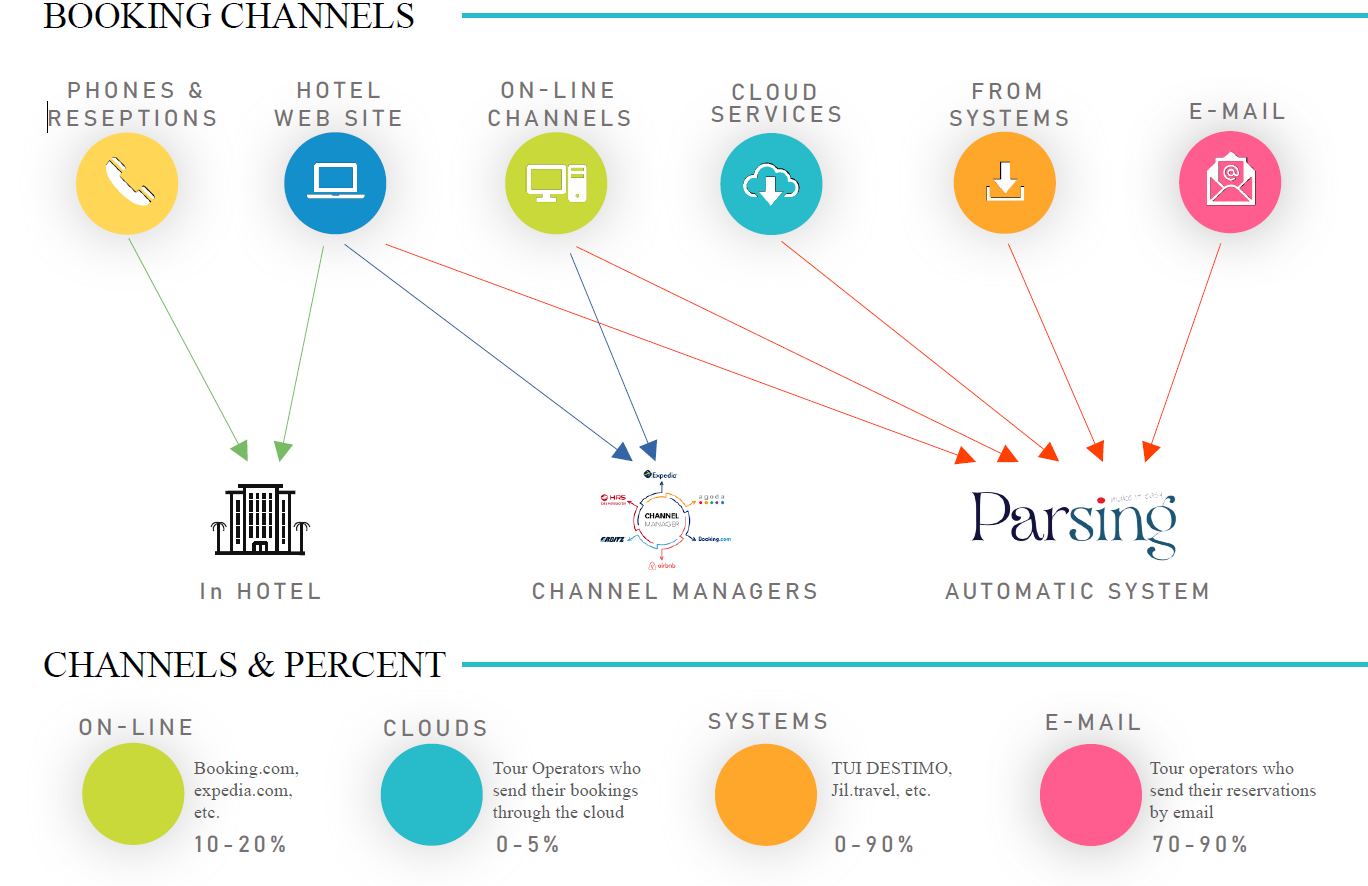 BOOKING CHANNELS
PHONES &
RESEPTIONS
HOTEL
WEB SITE
ON-LINE
CHANNELS
CLOUD
SERVICES
FROM
SYSTEMS
E-MAIL
@
Expedia
HRS
agoda
CHANNEL
MANAGER
ORBITZ
Booking.com
airbnb
make it easy
Parsing
In HOTEL
CHANNEL MANAGERS
AUTOMATIC SYSTEM
CHANNELS & PERCENT
ON-LINE
Booking.com,
expedia.com,
etc.
10-20%
CLOUDS
Tour Operators who
send their bookings
through the cloud
0-5%
SYSTEMS
TUI DESTIMO,
Jil.travel, etc.
0-90%
E-MAIL
Tour operators who
send their reservations
by email
70-90%